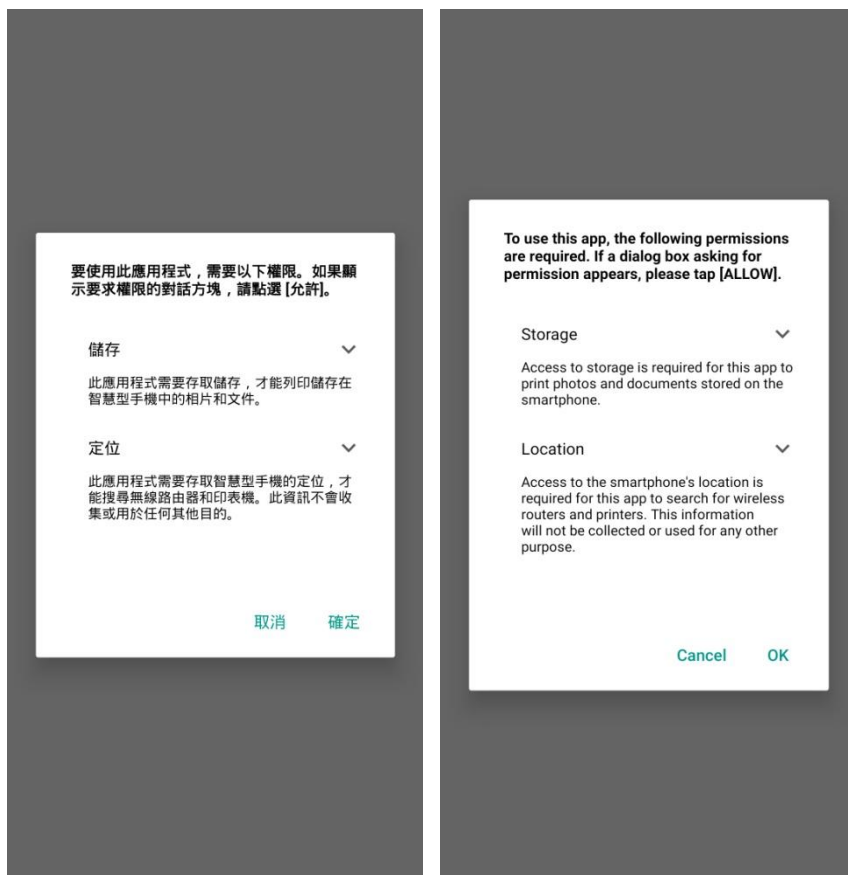 要使用此應用程式，需要以下權限。如果顯
示要求權限的對話方塊，請點選 [允許]。
儲存
此應用程式需要存取儲存，才能列印儲存在
智慧型手機中的相片和文件。
定位
此應用程式需要存取智慧型手機的定位，才
能搜尋無線路由器和印表機。此資訊不會收
集或用於任何其他目的。
取消 確定
To use this app, the following permissions
are required. If a dialog box asking for
permission appears, please tap [ALLOW].
Storage
Access to storage is required for this app to
print photos and documents stored on the
smartphone.
Location
Access to the smartphone's location is
required for this app to search for wireless
routers and printers. This information
will not be collected or used for any other
purpose.
Cancel OK